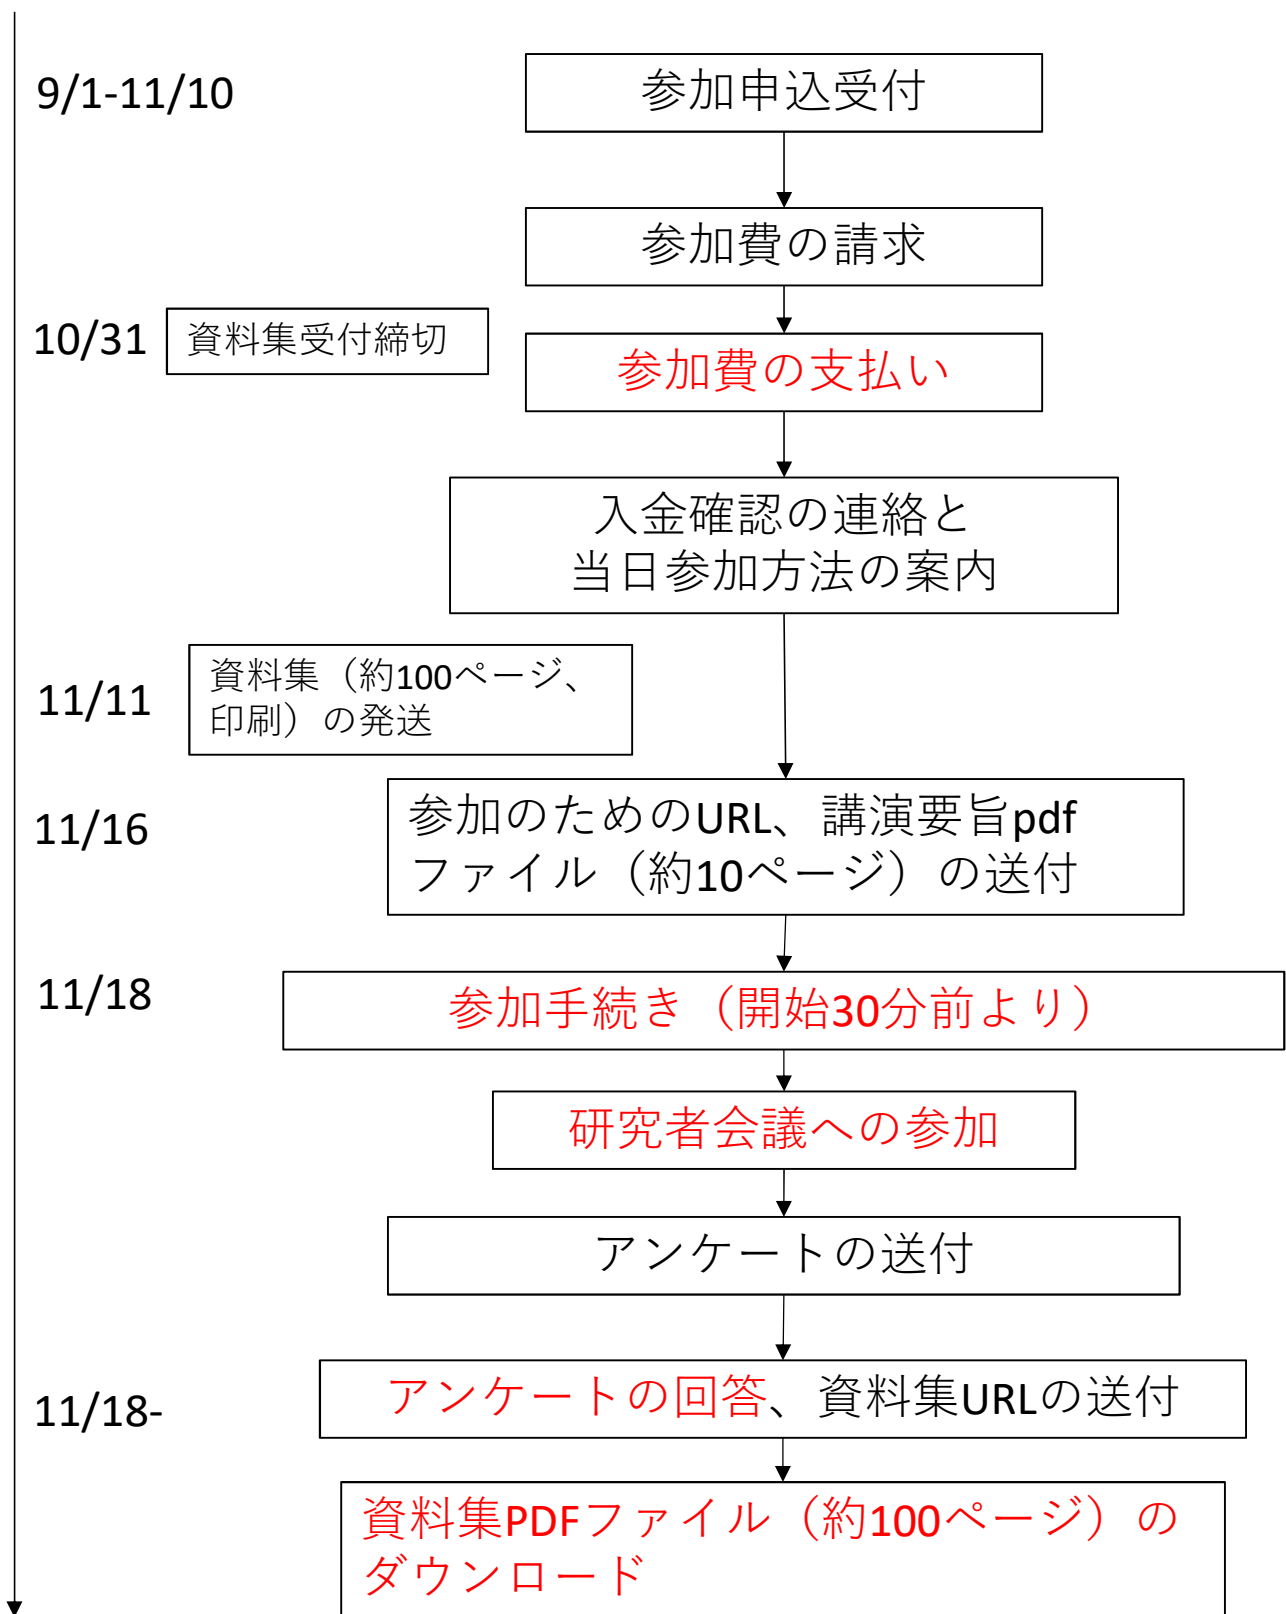 9/1-11/10
参加申込受付
参加費の請求
10/31
資料集受付締切
参加費の支払い
入金確認の連絡と
当日参加方法の案内
11/11
資料集（約100ページ、
印刷）の発送
11/16
参加のためのURL、講演要旨pdf
ファイル（約10ページ）の送付
11/18
参加手続き（開始30分前より）
研究者会議への参加
アンケートの送付
11/18-
アンケートの回答、資料集URLの送付
資料集PDFファイル（約100ページ）の
ダウンロード